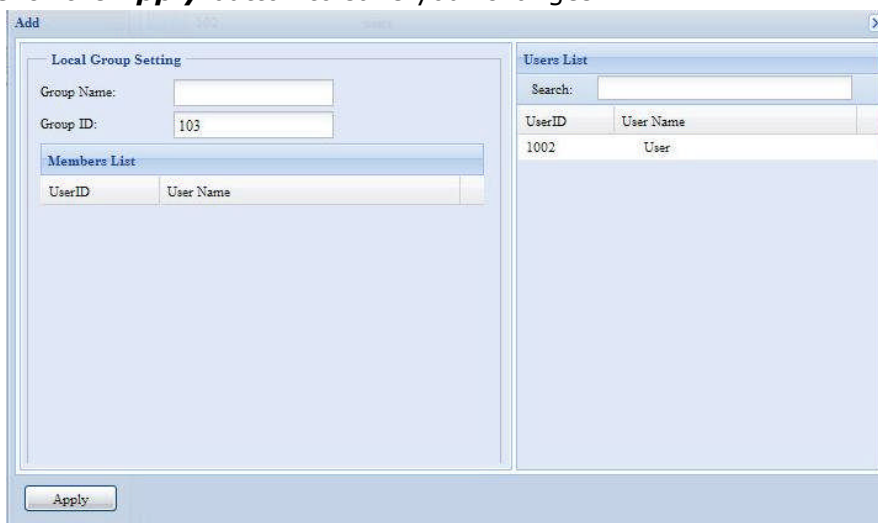 Apply
Add
Local Group Setting
Group Name:
Group ID: 103
Members List
UserID User Name
Users List
Search:
UserID User Name
1002 User
Apply